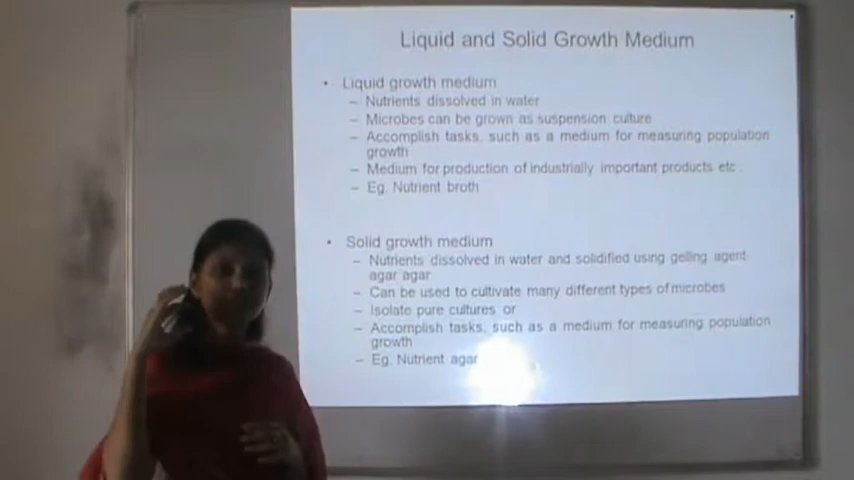 Liquid and Solid Growth Medium
• Liquid growth medium
– Nutrients dissolved in water
– Microbes can be grown as suspension culture
– Accomplish tasks, such as a medium for measuring population
growth
– Medium for production of industrially important products etc .
– Eg. Nutrient broth
• Solid growth medium
– Nutrients dissolved in water and solidified using gelling agent
agar agar
– Can be used to cultivate many different types of microbes
– Isolate pure cultures or
– Accomplish tasks, such as a medium for measuring population
growth
– Eg. Nutrient agar